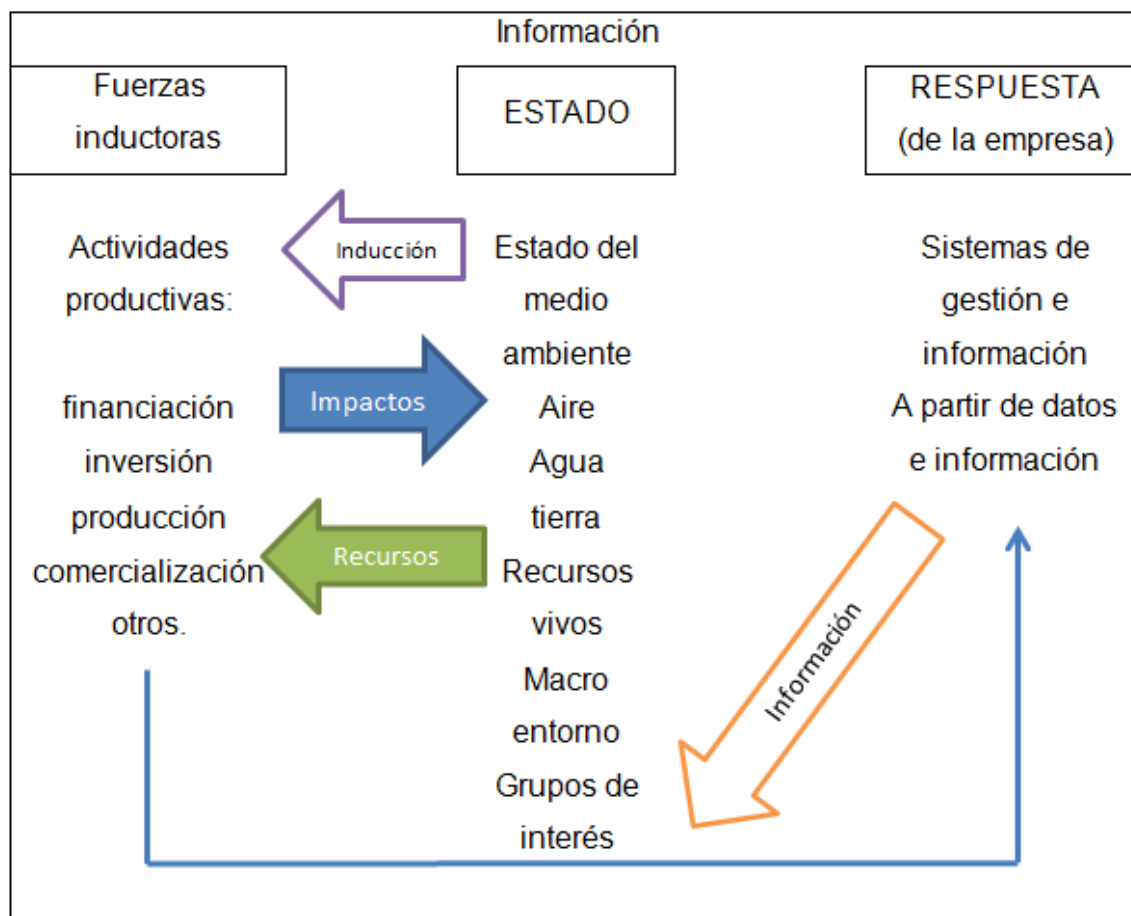 Información
Fuerzas
inductoras
ESTADO
RESPUESTA
(de la empresa)
Actividades
productivas:
financiación
inversión
producción
comercialización
otros.
Inducción
Impactos
Recursos
Estado del
medio
ambiente
Aire
Agua
tierra
Recursos
vivos
Macro
entorno
Grupos de
interés
Sistemas de
gestión e
información
A partir de datos
e información
Información